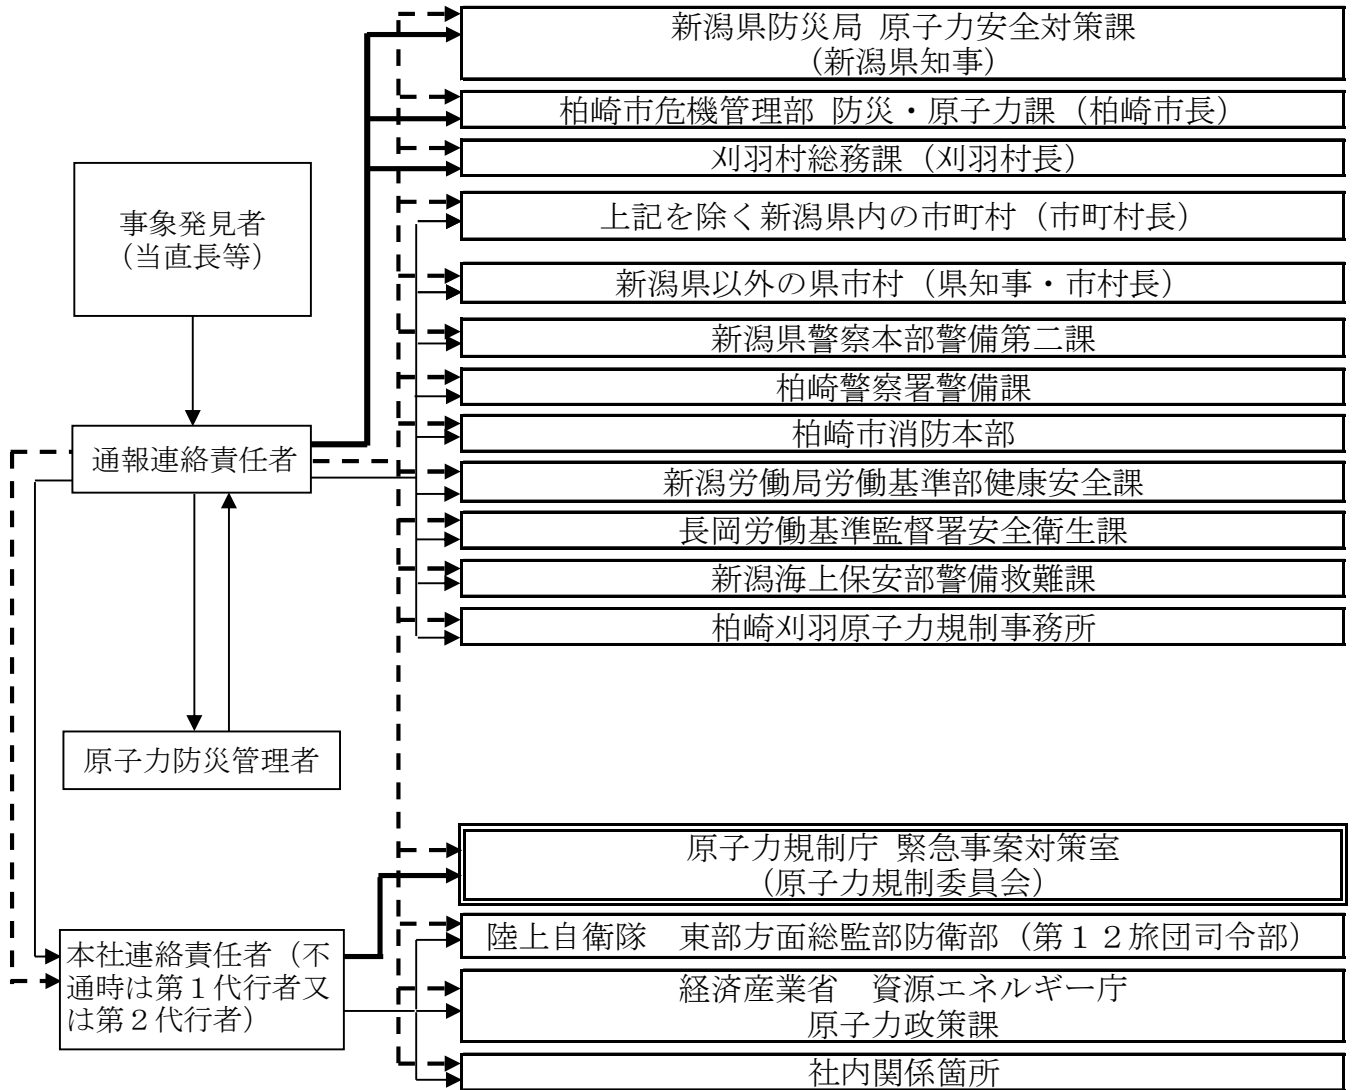 新潟県防災局 原子力安全対策課
（新潟県知事）
柏崎市危機管理部 防災・原子力課（柏崎市長）
刈羽村総務課（刈羽村長）
上記を除く新潟県内の市町村（市町村長）
新潟県以外の県市村（県知事・市村長）
新潟県警察本部警備第二課
柏崎警察署警備課
柏崎市消防本部
新潟労働局労働基準部健康安全課
長岡労働基準監督署安全衛生課
新潟海上保安部警備救難課
柏崎刈羽原子力規制事務所
事象発見者
（当直長等）
通報連絡責任者
原子力防災管理者
本社連絡責任者（不
通時は第１代行者又
は第２代行者）
原子力規制庁 緊急事案対策室
（原子力規制委員会）
陸上自衛隊　東部方面総監部防衛部（第１２旅団司令部）
経済産業省　資源エネルギー庁
原子力政策課
社内関係箇所